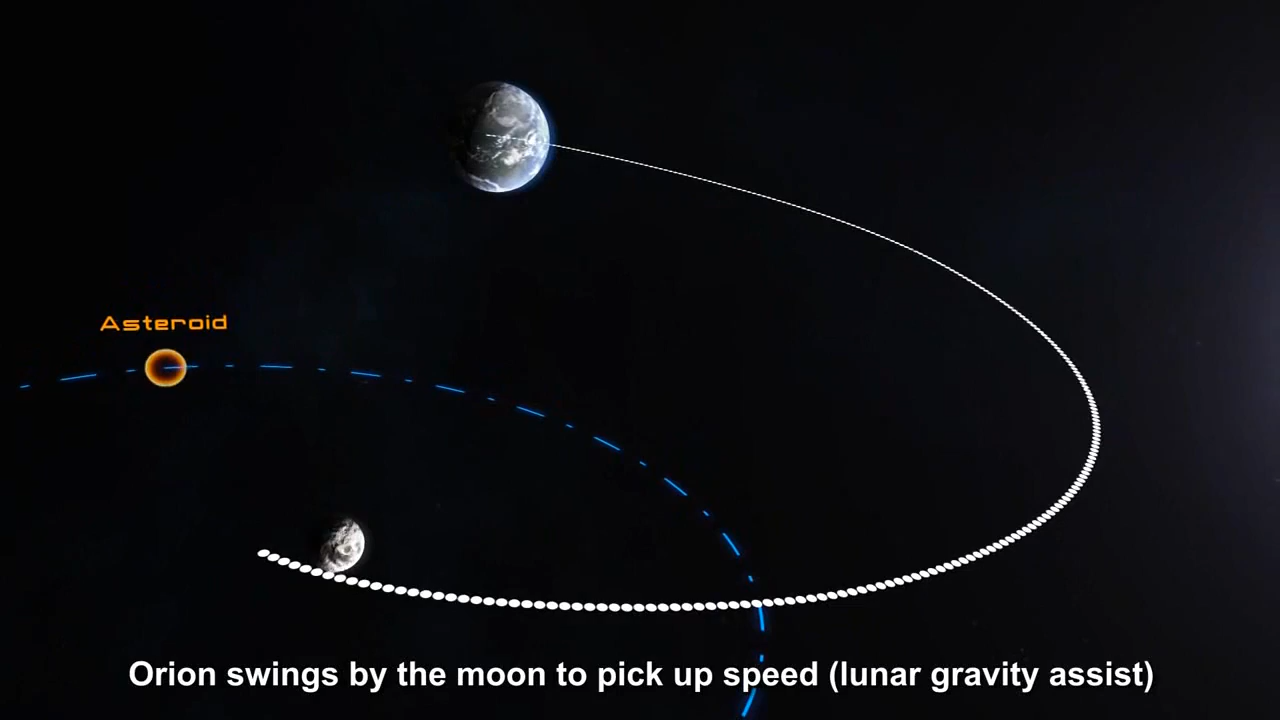 Asteroid
Orion swings by the moon to pick up speed (lunar gravity assist)